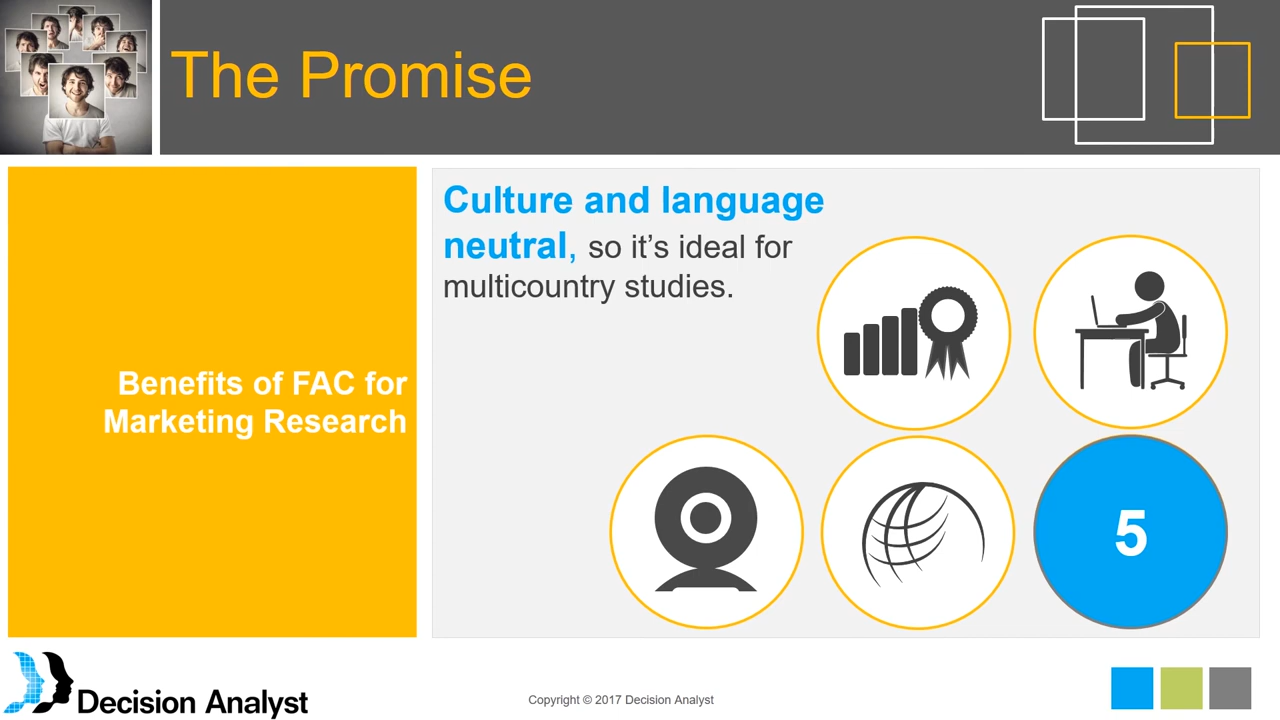 The Promise
Benefits of FAC for
Marketing Research
Culture and language
neutral, so it’s ideal for
multicountry studies.
5
Decision Analyst
Copyright © 2017 Decision Analyst